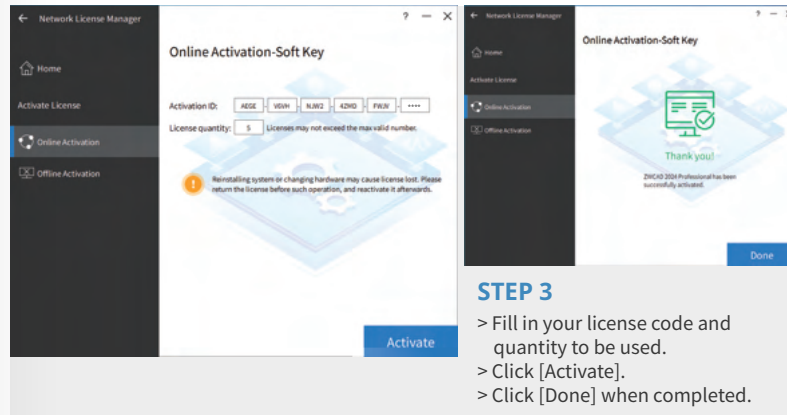 ← Network License Manager
? — ✕
Home
Activate License
Online Activation
Offline Activation
Online Activation-Soft Key
Activation ID: AEGE - V6VH - NJW2 - 4ZMD - FWJV - ····
License quantity: 5 Licenses may not exceed the max valid number.
! Reinstalling system or changing hardware may cause license lost. Please
return the license before such operation, and reactivate it afterwards.
Activate
← Network License Manager
? —
Home
Activate License
Online Activation
Offline Activation
Online Activation-Soft Key
Thank you!
ZWCAD 2024 Professional has been
successfully activated.
Done
STEP 3
> Fill in your license code and
quantity to be used.
> Click [Activate].
> Click [Done] when completed.